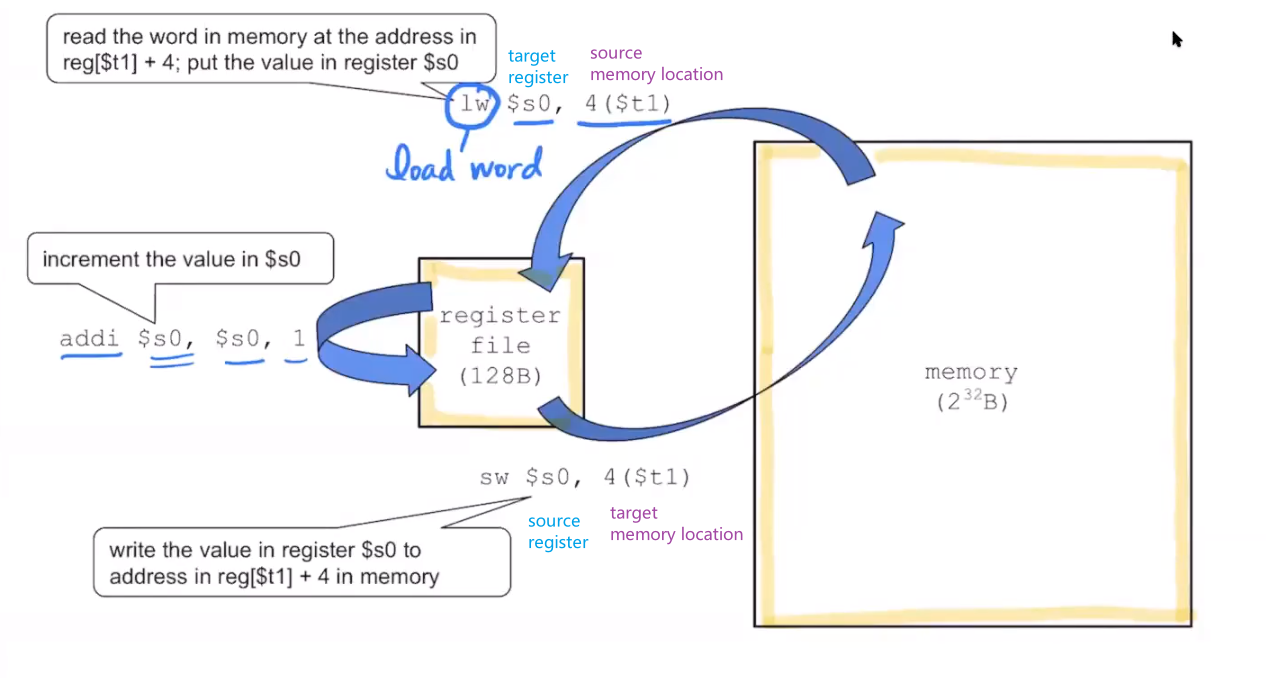 read the word in memory at the address in
reg[$t1] + 4; put the value in register $s0
target
register
source
memory location
lw $s0, 4($t1)
load word
increment the value in $s0
addi $s0, $s0, 1
register
file
(128B)
memory
(2³²B)
sw $s0, 4($t1)
source
register
target
memory location
write the value in register $s0 to
address in reg[$t1] + 4 in memory